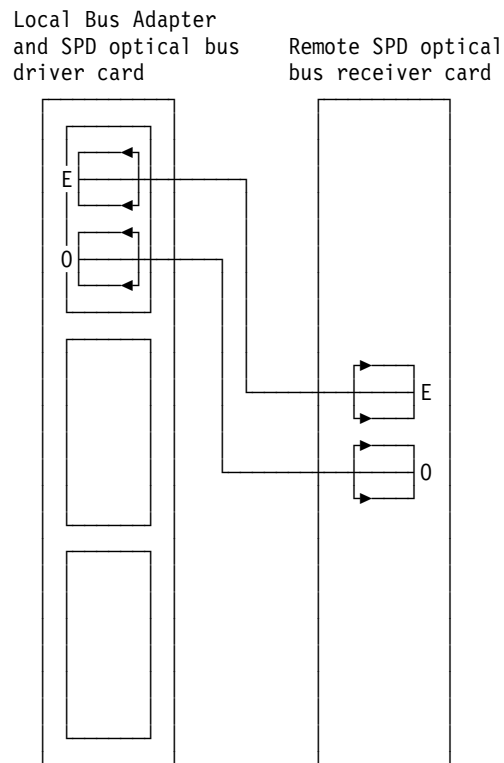 Local Bus Adapter
and SPD optical bus
driver card
Remote SPD optical
bus receiver card
E
O
E
O